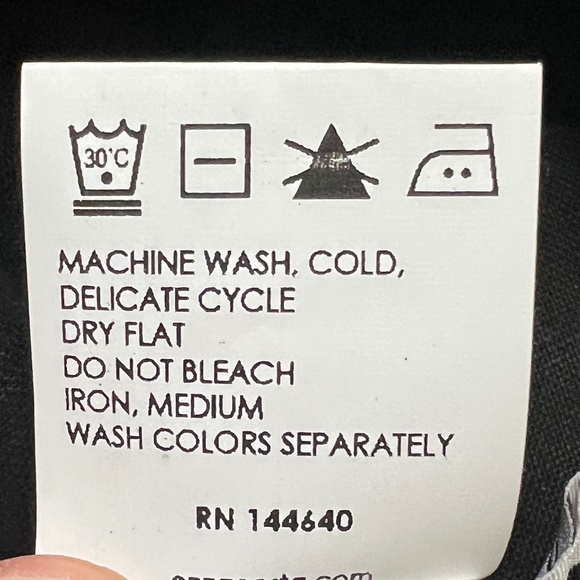 30°C
MACHINE WASH, COLD,
DELICATE CYCLE
DRY FLAT
DO NOT BLEACH
IRON, MEDIUM
WASH COLORS SEPARATELY
RN 144640